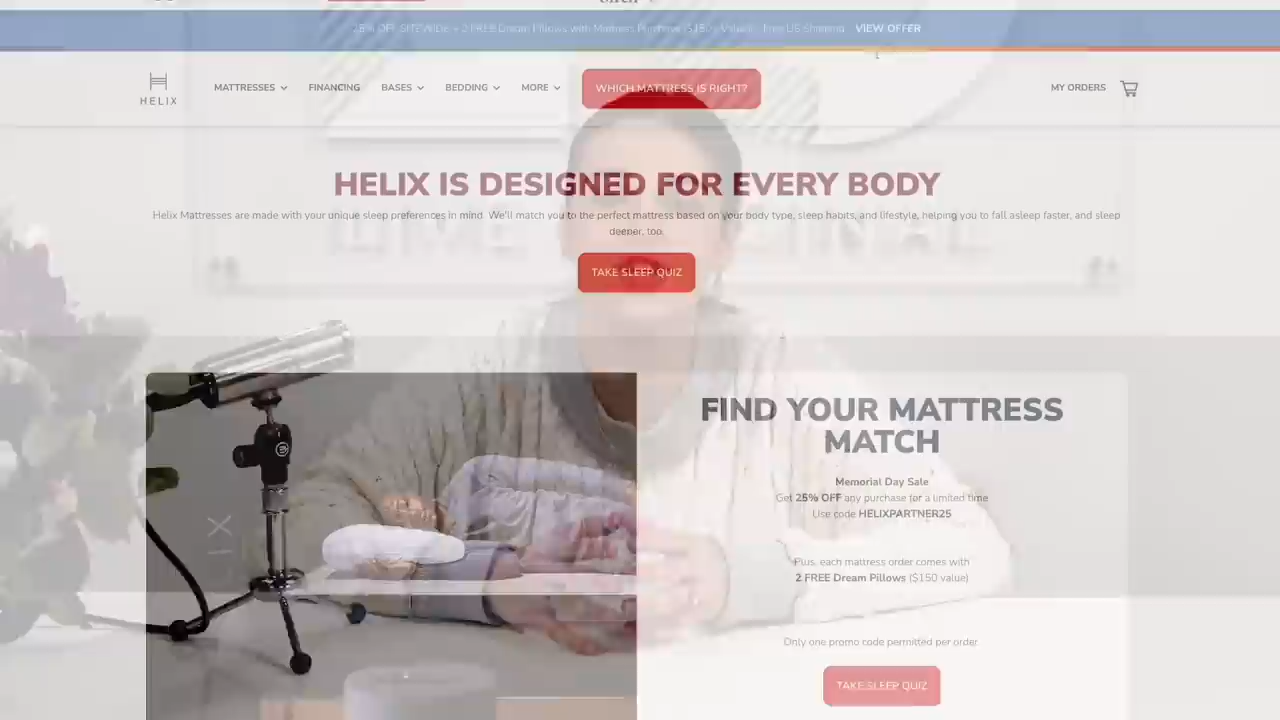 25% OFF SITEWIDE + 2 FREE Dream Pillows with Mattress Purchase ($150+ Value) Free US Shipping VIEW OFFER
HELIX
MATTRESSES FINANCING BASES BEDDING MORE WHICH MATTRESS IS RIGHT? MY ORDERS
HELIX IS DESIGNED FOR EVERY BODY
Helix Mattresses are made with your unique sleep preferences in mind. We'll match you to the perfect mattress based on your body type, sleep habits, and lifestyle, helping you to fall asleep faster, and sleep
deeper, too.
TAKE SLEEP QUIZ
FIND YOUR MATTRESS
MATCH
Memorial Day Sale
Get 25% OFF any purchase for a limited time
Use code HELIXPARTNER25
Plus, each mattress order comes with
2 FREE Dream Pillows ($150 value)
Only one promo code permitted per order.
TAKE SLEEP QUIZ